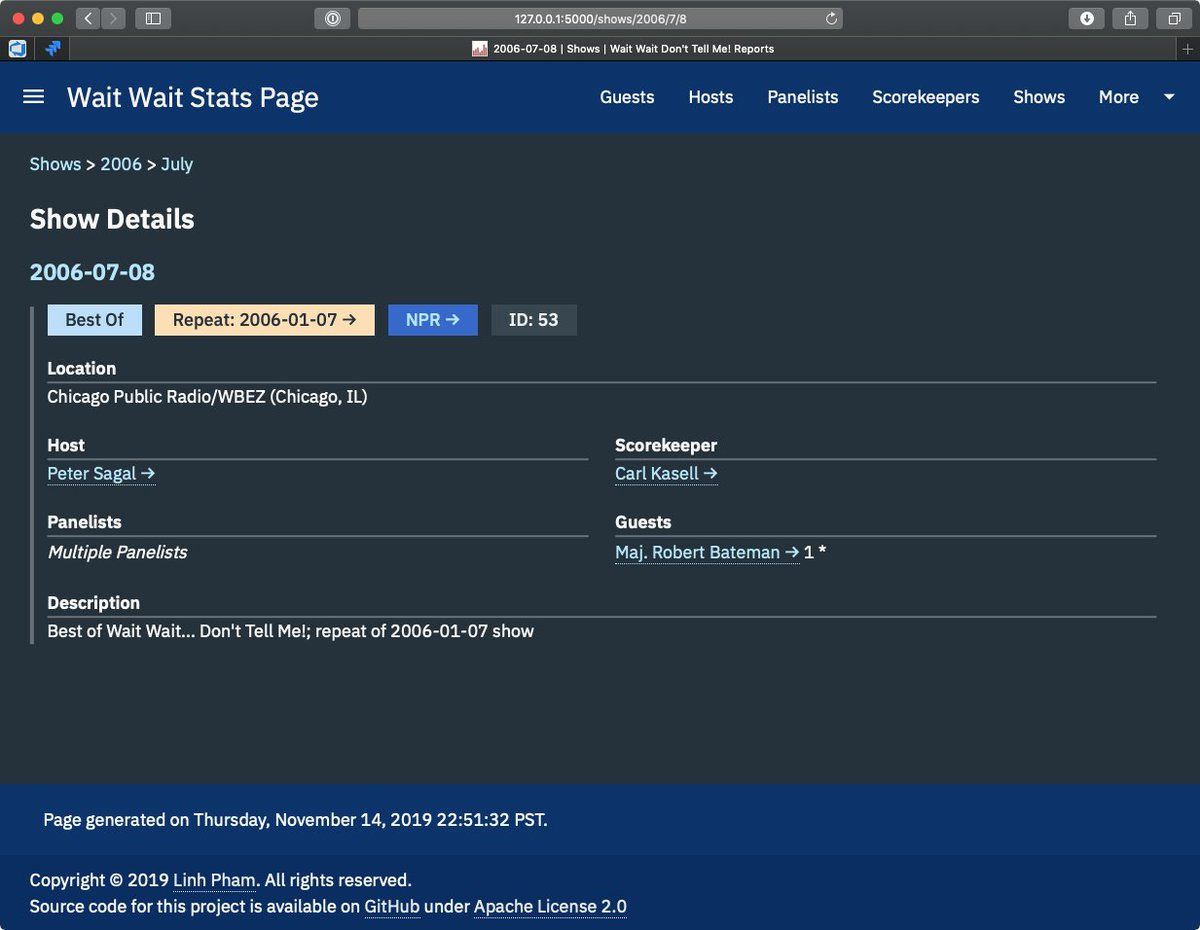 127.0.0.1:5000/shows/2006/7/8
2006-07-08 | Shows | Wait Wait Don't Tell Me! Reports
Wait Wait Stats Page
Guests Hosts Panelists Scorekeepers Shows More
Shows > 2006 > July
Show Details
2006-07-08
Best Of Repeat: 2006-01-07 → NPR → ID: 53
Location
Chicago Public Radio/WBEZ (Chicago, IL)
Host Scorekeeper
Peter Sagal → Carl Kasell →
Panelists Guests
Multiple Panelists Maj. Robert Bateman → 1 *
Description
Best of Wait Wait... Don't Tell Me!; repeat of 2006-01-07 show
Page generated on Thursday, November 14, 2019 22:51:32 PST.
Copyright © 2019 Linh Pham. All rights reserved.
Source code for this project is available on GitHub under Apache License 2.0